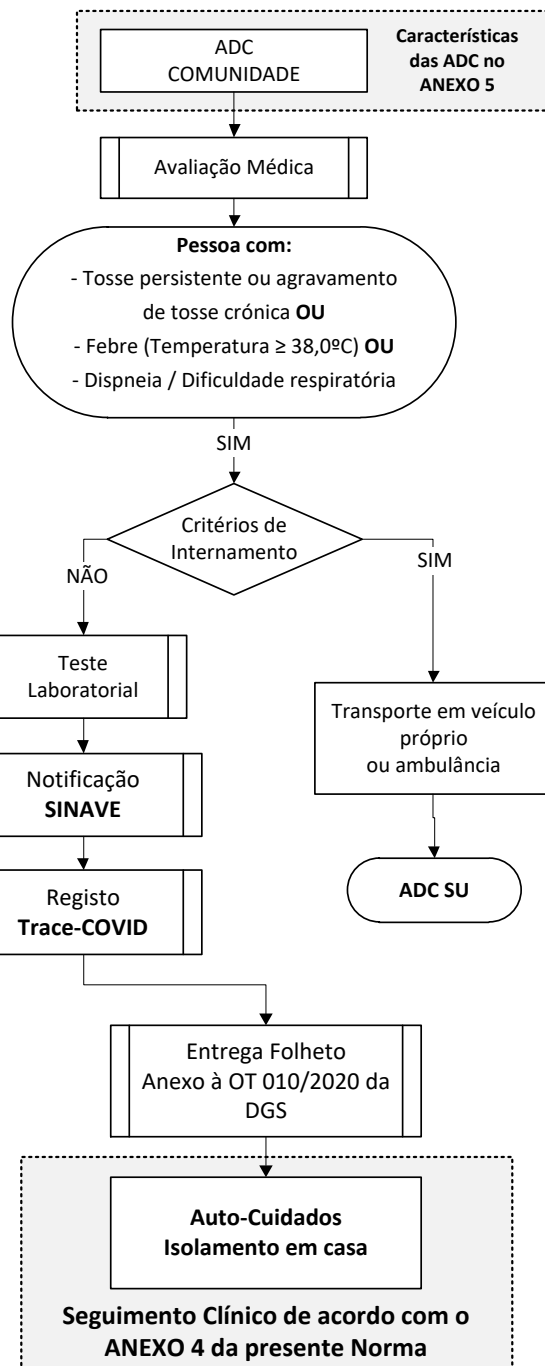 ADC
COMUNIDADE
Características
das ADC no
ANEXO 5
Avaliação Médica
Pessoa com:
- Tosse persistente ou agravamento
de tosse crónica OU
- Febre (Temperatura ≥ 38,0ºC) OU
- Dispneia / Dificuldade respiratória
SIM
Critérios de
Internamento
NÃO
SIM
Teste
Laboratorial
Transporte em veículo
próprio
ou ambulância
Notificação
SINAVE
ADC SU
Registo
Trace-COVID
Entrega Folheto
Anexo à OT 010/2020 da
DGS
Auto-Cuidados
Isolamento em casa
Seguimento Clínico de acordo com o
ANEXO 4 da presente Norma